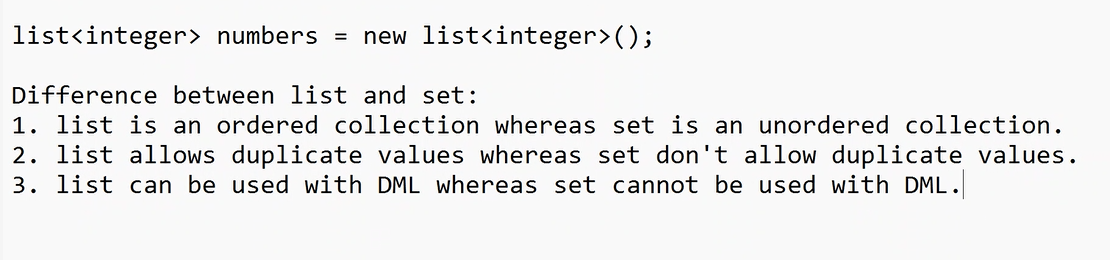 list<integer> numbers = new list<integer>();
Difference between list and set:
1. list is an ordered collection whereas set is an unordered collection.
2. list allows duplicate values whereas set don't allow duplicate values.
3. list can be used with DML whereas set cannot be used with DML.